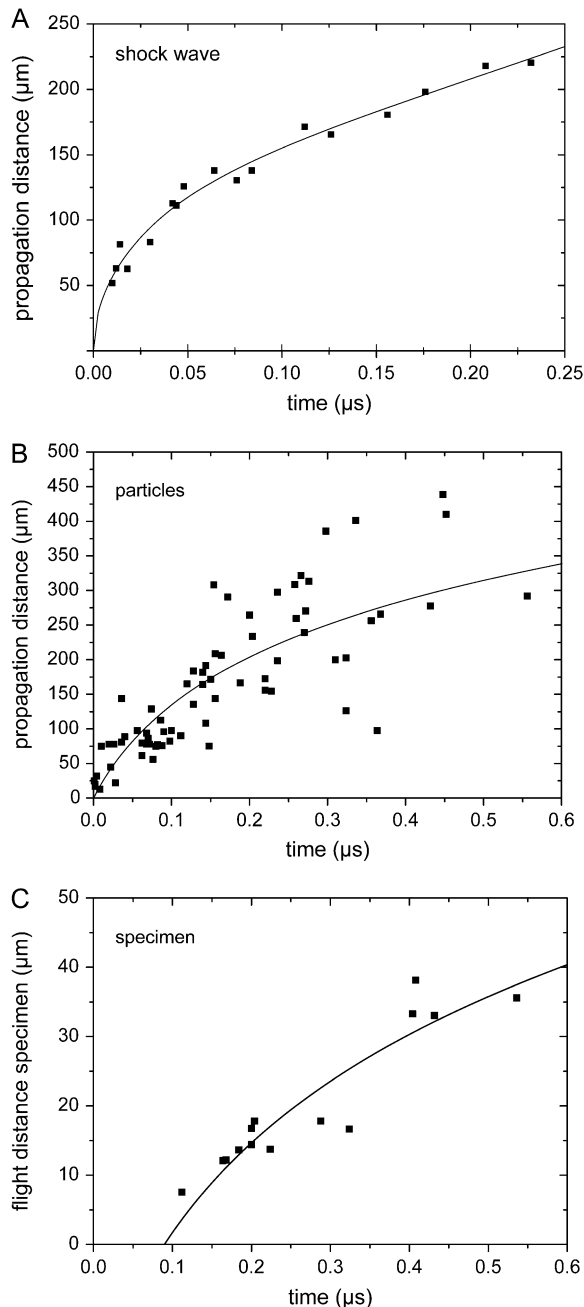 A
250
shock wave
200
150
100
50
propagation distance (µm)
0.00 0.05 0.10 0.15 0.20 0.25
time (µs)
B
500
particles
450
400
350
300
250
200
150
100
50
0
propagation distance (µm)
0.0 0.1 0.2 0.3 0.4 0.5 0.6
time (µs)
C
50
specimen
40
30
20
10
0
flight distance specimen (µm)
0.0 0.1 0.2 0.3 0.4 0.5 0.6
time (µs)